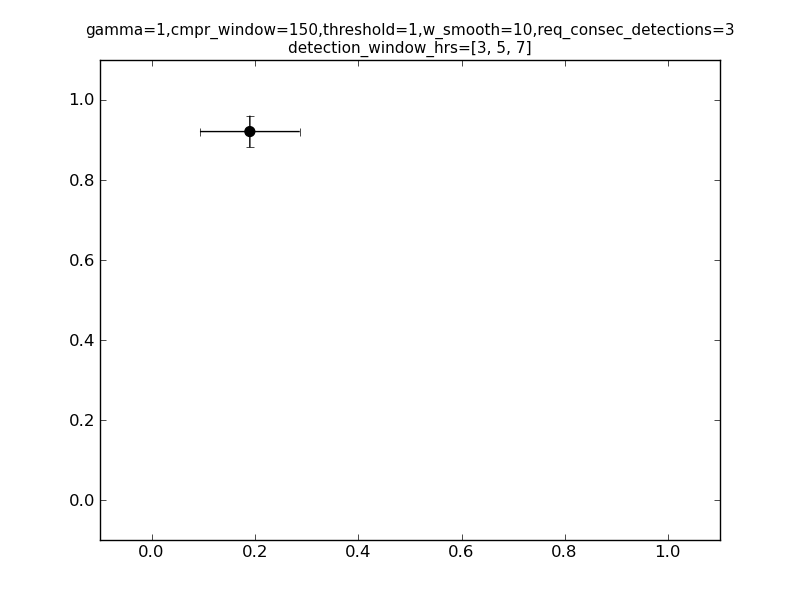 gamma=1,cmpr_window=150,threshold=1,w_smooth=10,req_consec_detections=3
detection_window_hrs=[3, 5, 7]
1.0
0.8
0.6
0.4
0.2
0.0
0.0 0.2 0.4 0.6 0.8 1.0